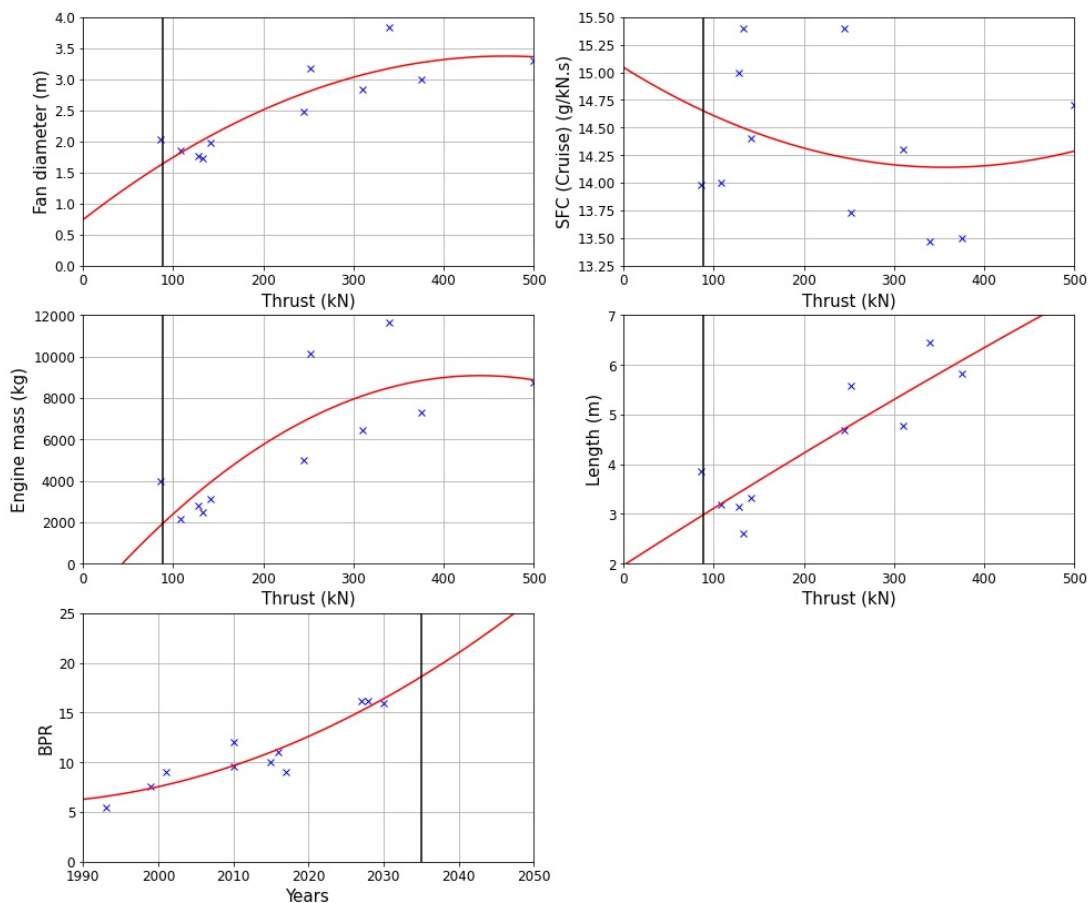 4.0
3.5
3.0
2.5
2.0
1.5
1.0
0.5
0.0
Fan diameter (m)
0 100 200 300 400 500
Thrust (kN)
15.50
15.25
15.00
14.75
14.50
14.25
14.00
13.75
13.50
13.25
SFC (Cruise) (g/kN.s)
0 100 200 300 400 500
Thrust (kN)
12000
10000
8000
6000
4000
2000
0
Engine mass (kg)
0 100 200 300 400 500
Thrust (kN)
7
6
5
4
3
2
Length (m)
0 100 200 300 400 500
Thrust (kN)
25
20
15
10
5
0
BPR
1990 2000 2010 2020 2030 2040 2050
Years